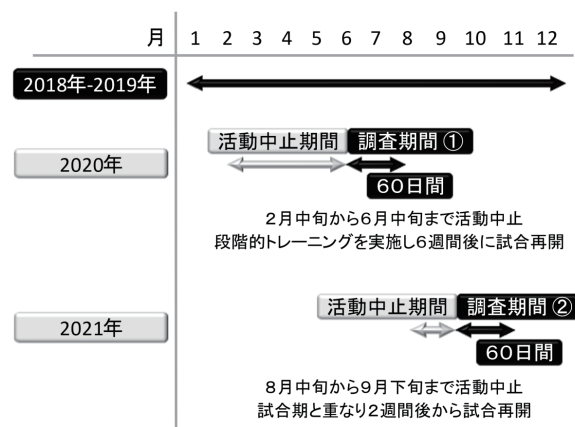 月 1 2 3 4 5 6 7 8 9 10 11 12
2018年-2019年
活動中止期間 調査期間①
2020年
60日間
2月中旬から6月中旬まで活動中止
段階的トレーニングを実施し6週間後に試合再開
活動中止期間 調査期間②
2021年
60日間
8月中旬から9月下旬まで活動中止
試合期と重なり2週間後から試合再開